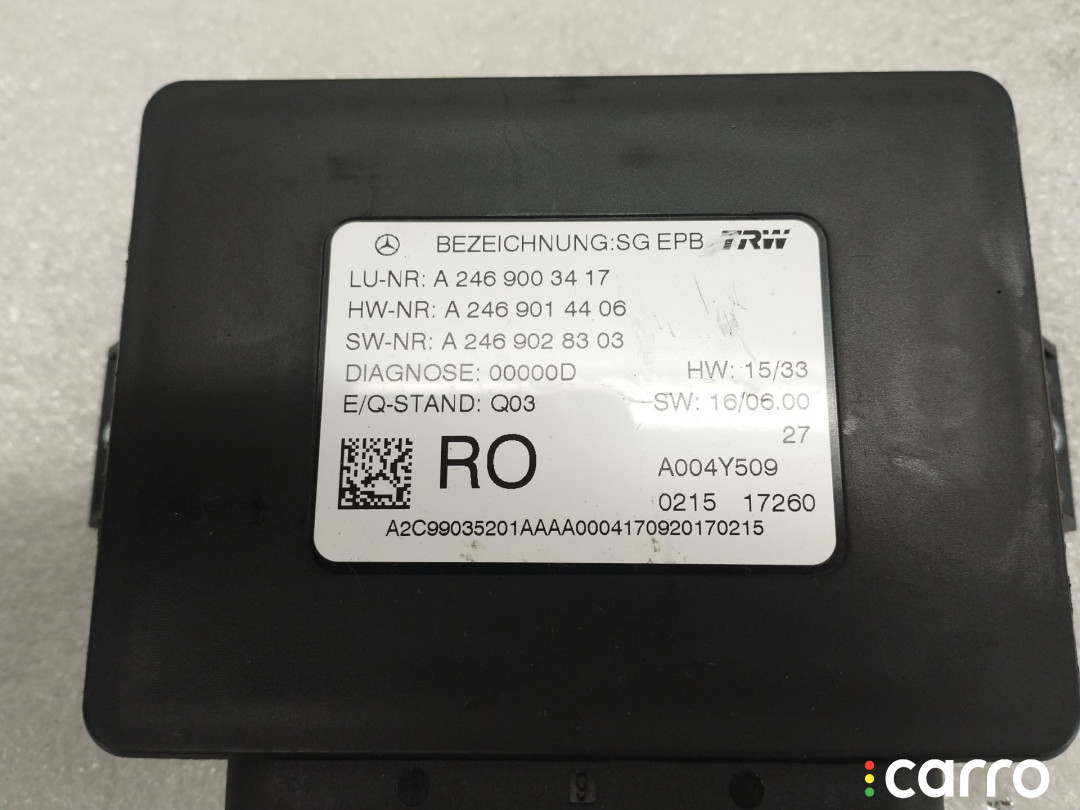 BEZEICHNUNG:SG EPB TRW
LU-NR: A 246 900 34 17
HW-NR: A 246 901 44 06
SW-NR: A 246 902 83 03
DIAGNOSE: 00000D HW: 15/33
E/Q-STAND: Q03 SW: 16/06.00
27
RO A004Y509
0215 17260
A2C99035201AAAA0004170920170215
9
carro